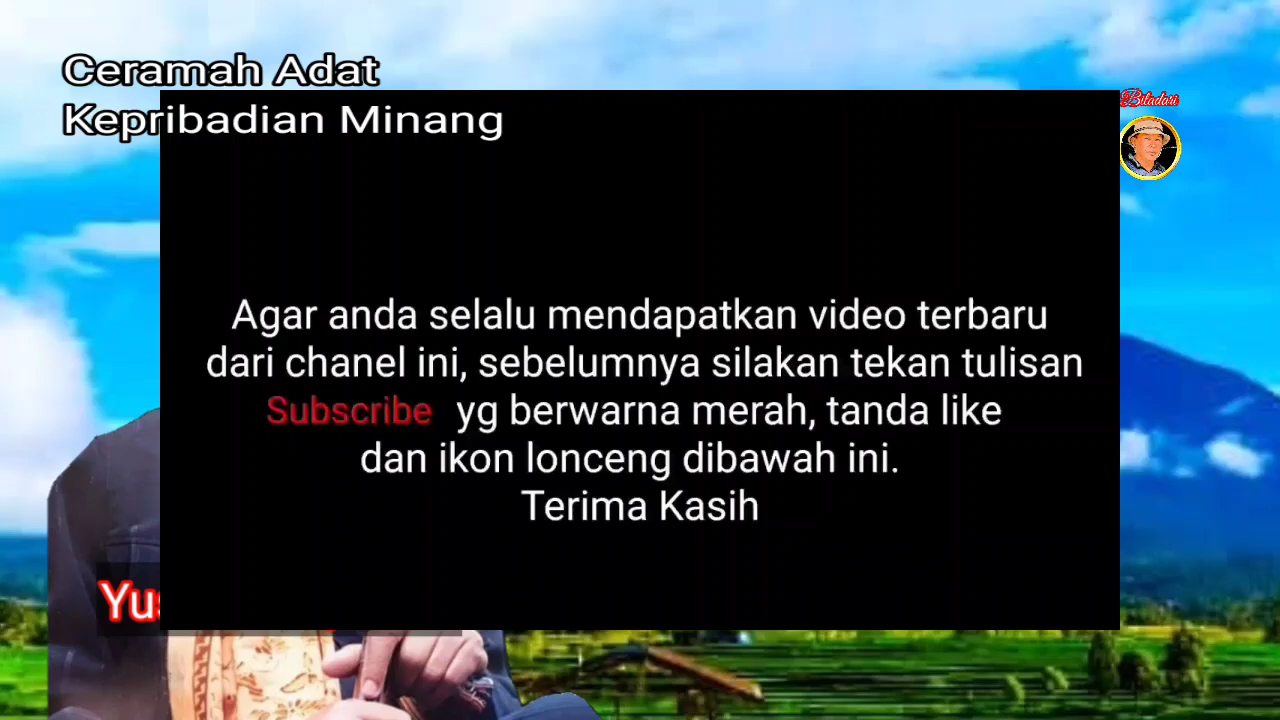 Ceramah Adat
Kepribadian Minang
Biladari
Agar anda selalu mendapatkan video terbaru
dari chanel ini, sebelumnya silakan tekan tulisan
Subscribe yg berwarna merah, tanda like
dan ikon lonceng dibawah ini.
Terima Kasih